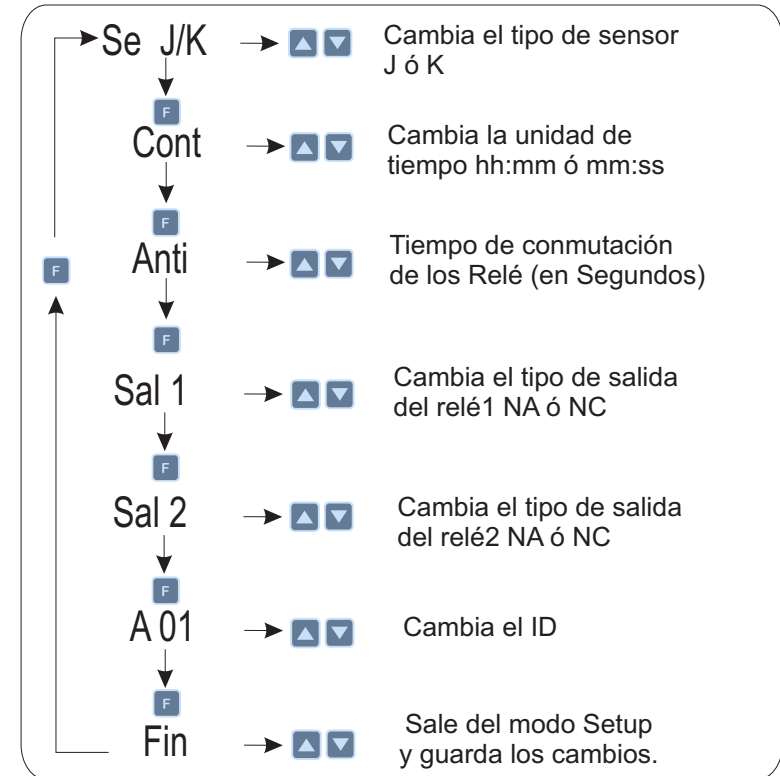 Se J/K
Cambia el tipo de sensor
J ó K
F
Cont
Cambia la unidad de
tiempo hh:mm ó mm:ss
F
Anti
Tiempo de conmutación
de los Relé (en Segundos)
F
F
Sal 1
Cambia el tipo de salida
del relé1 NA ó NC
F
Sal 2
Cambia el tipo de salida
del relé2 NA ó NC
F
A 01
Cambia el ID
F
Fin
Sale del modo Setup
y guarda los cambios.